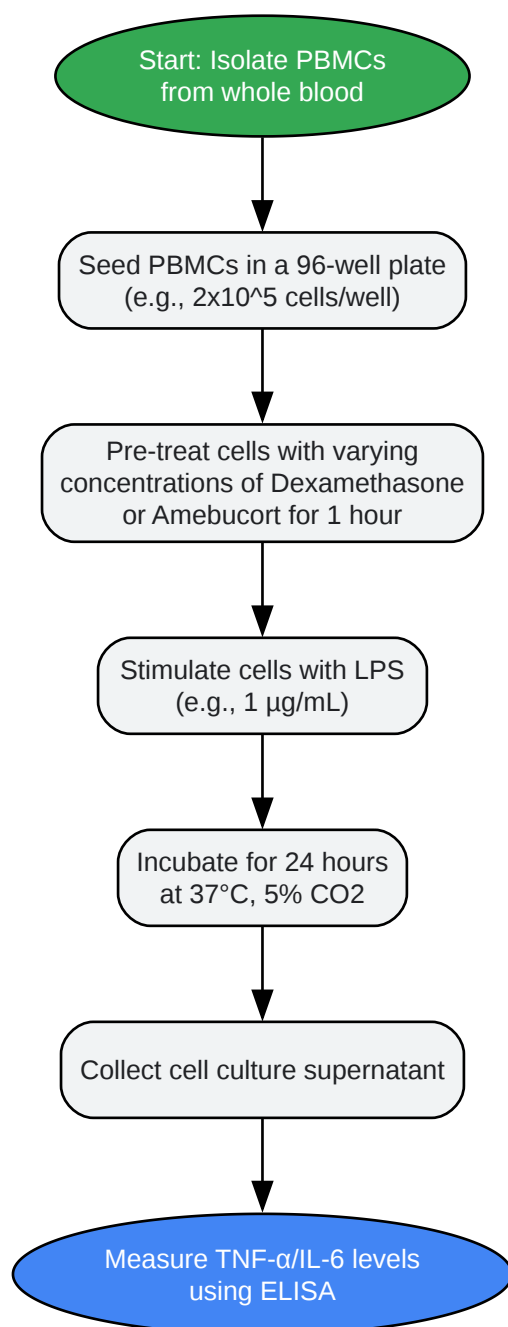 Start: Isolate PBMCs
from whole blood
Seed PBMCs in a 96-well plate
(e.g., 2x10^5 cells/well)
Pre-treat cells with varying
concentrations of Dexamethasone
or Amebucort for 1 hour
Stimulate cells with LPS
(e.g., 1 µg/mL)
Incubate for 24 hours
at 37°C, 5% CO2
Collect cell culture supernatant
Measure TNF-α/IL-6 levels
using ELISA